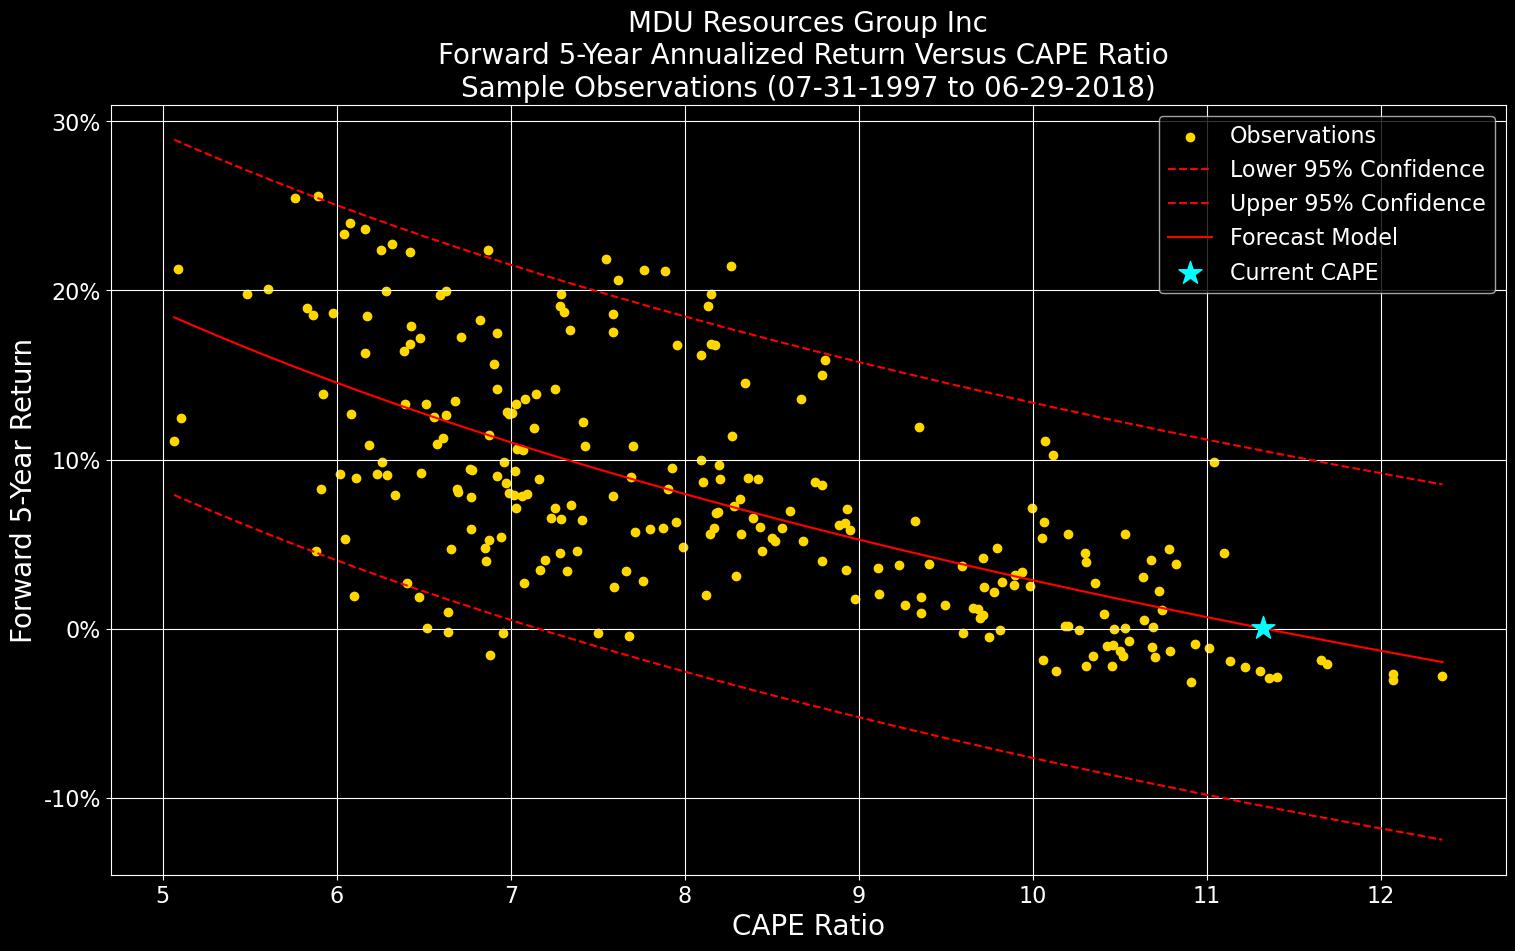 MDU Resources Group Inc
Forward 5-Year Annualized Return Versus CAPE Ratio
Sample Observations (07-31-1997 to 06-29-2018)
Observations
Lower 95% Confidence
Upper 95% Confidence
Forecast Model
Current CAPE
Forward 5-Year Return
30%
20%
10%
0%
-10%
5 6 7 8 9 10 11 12
CAPE Ratio